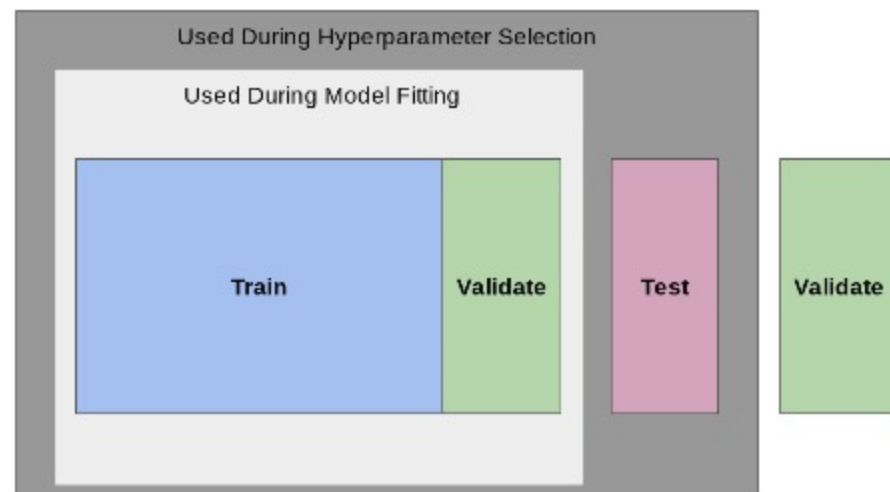 Used During Hyperparameter Selection
Used During Model Fitting
Train
Validate
Test
Validate